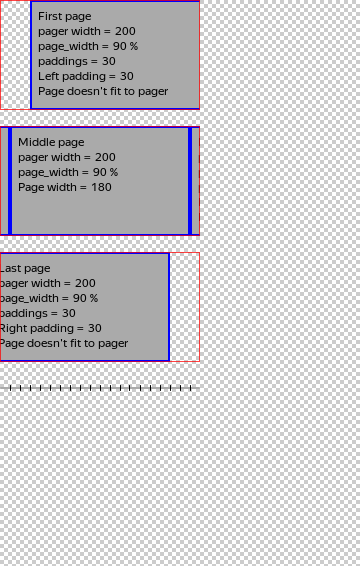 First page
pager width = 200
page_width = 90 %
paddings = 30
Left padding = 30
Page doesn't fit to pager
Middle page
pager width = 200
page_width = 90 %
Page width = 180
Last page
pager width = 200
page_width = 90 %
paddings = 30
Right padding = 30
Page doesn't fit to pager